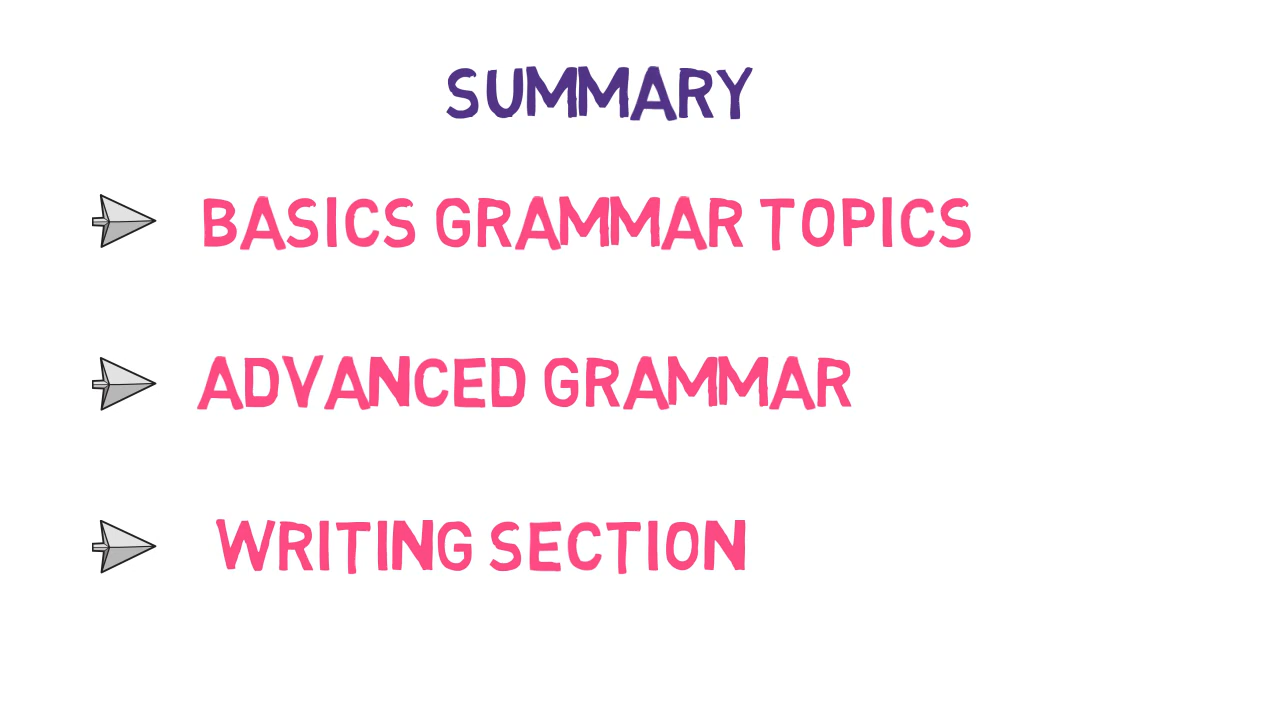 SUMMARY
BASICS GRAMMAR TOPICS
ADVANCED GRAMMAR
WRITING SECTION